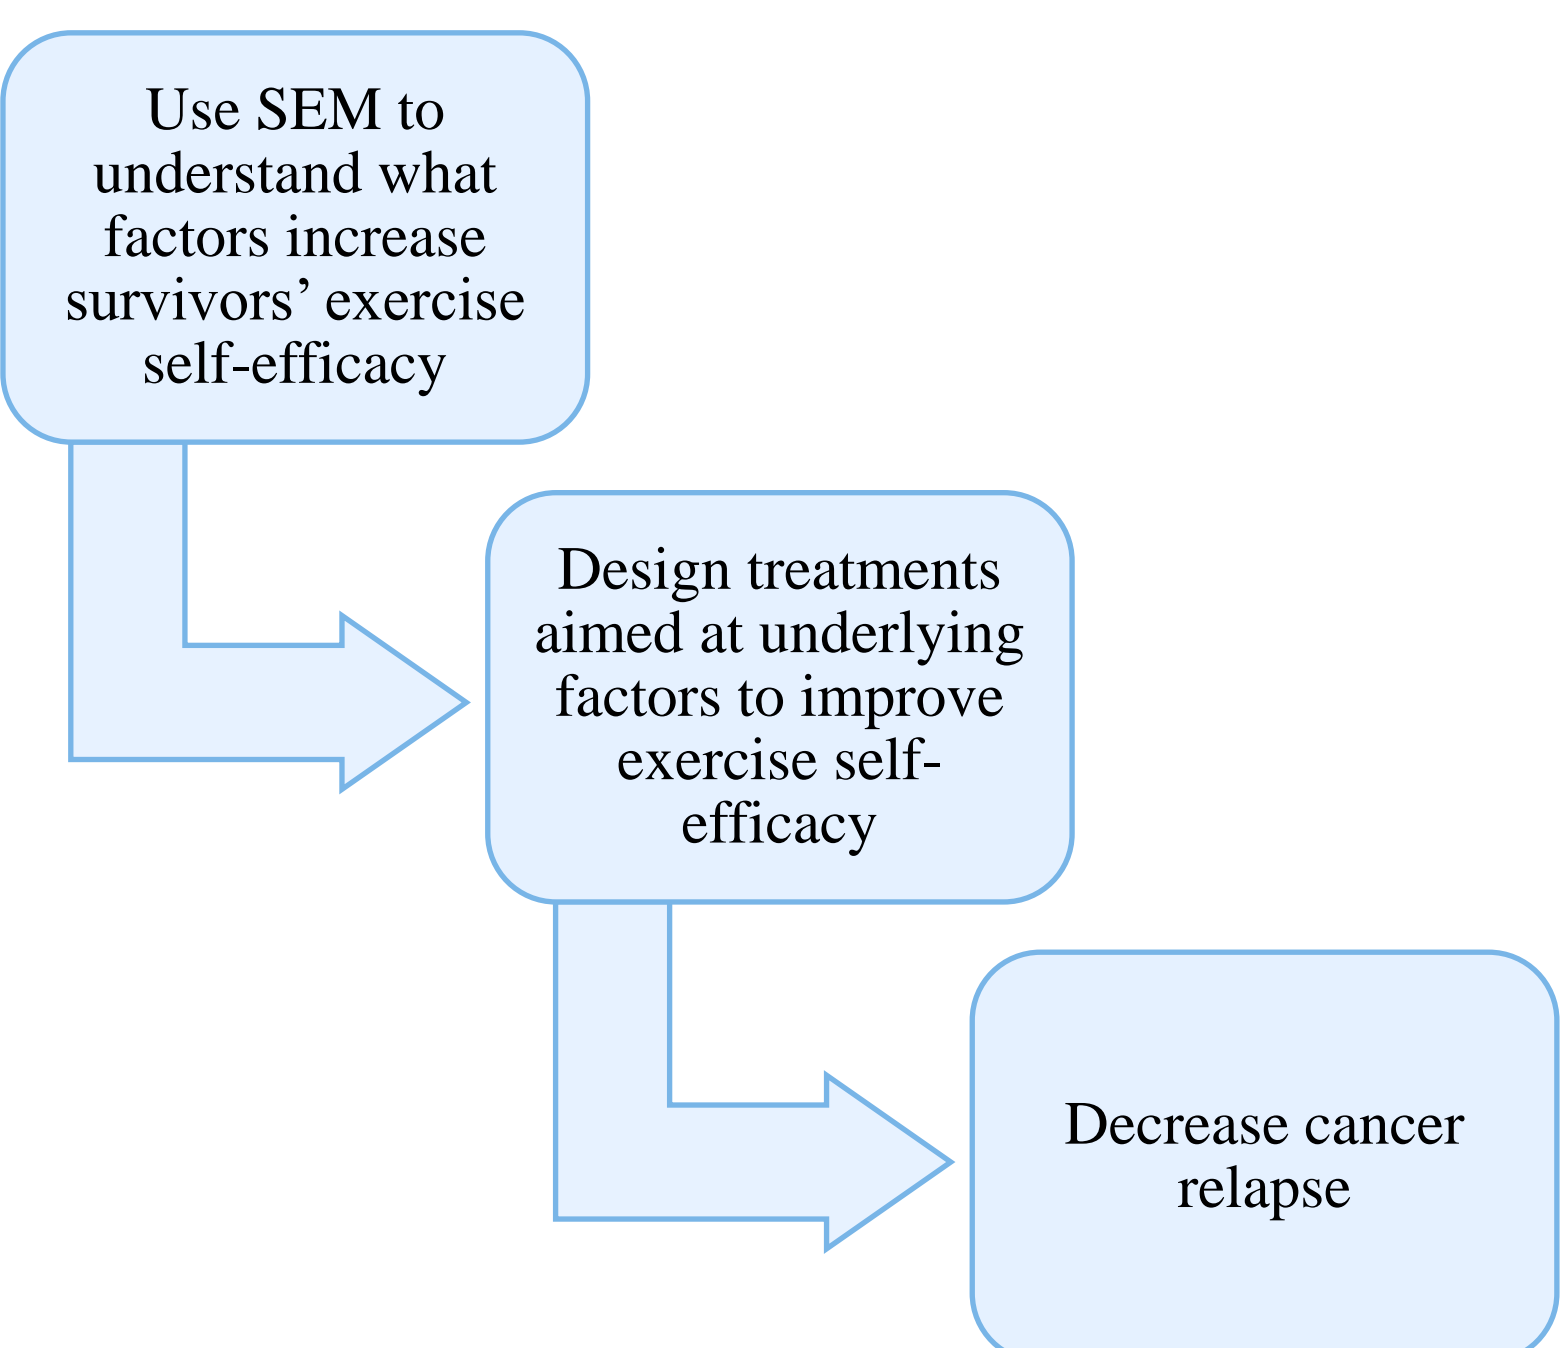 Use SEM to
understand what
factors increase
survivors’ exercise
self-efficacy
Design treatments
aimed at underlying
factors to improve
exercise self-
efficacy
Decrease cancer
relapse